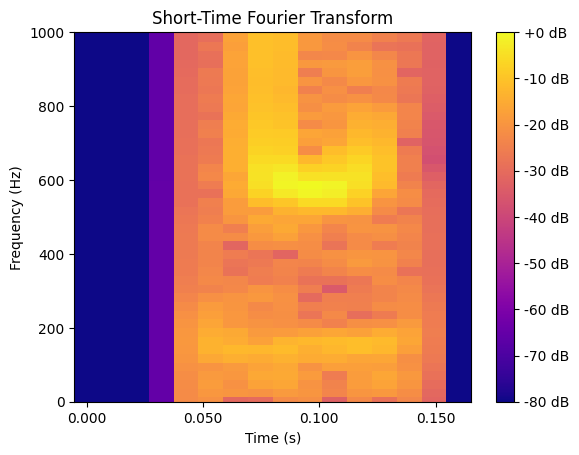 Short-Time Fourier Transform
1000
800
600
400
200
0
Frequency (Hz)
0.000
0.050
0.100
0.150
Time (s)
+0 dB
-10 dB
-20 dB
-30 dB
-40 dB
-50 dB
-60 dB
-70 dB
-80 dB